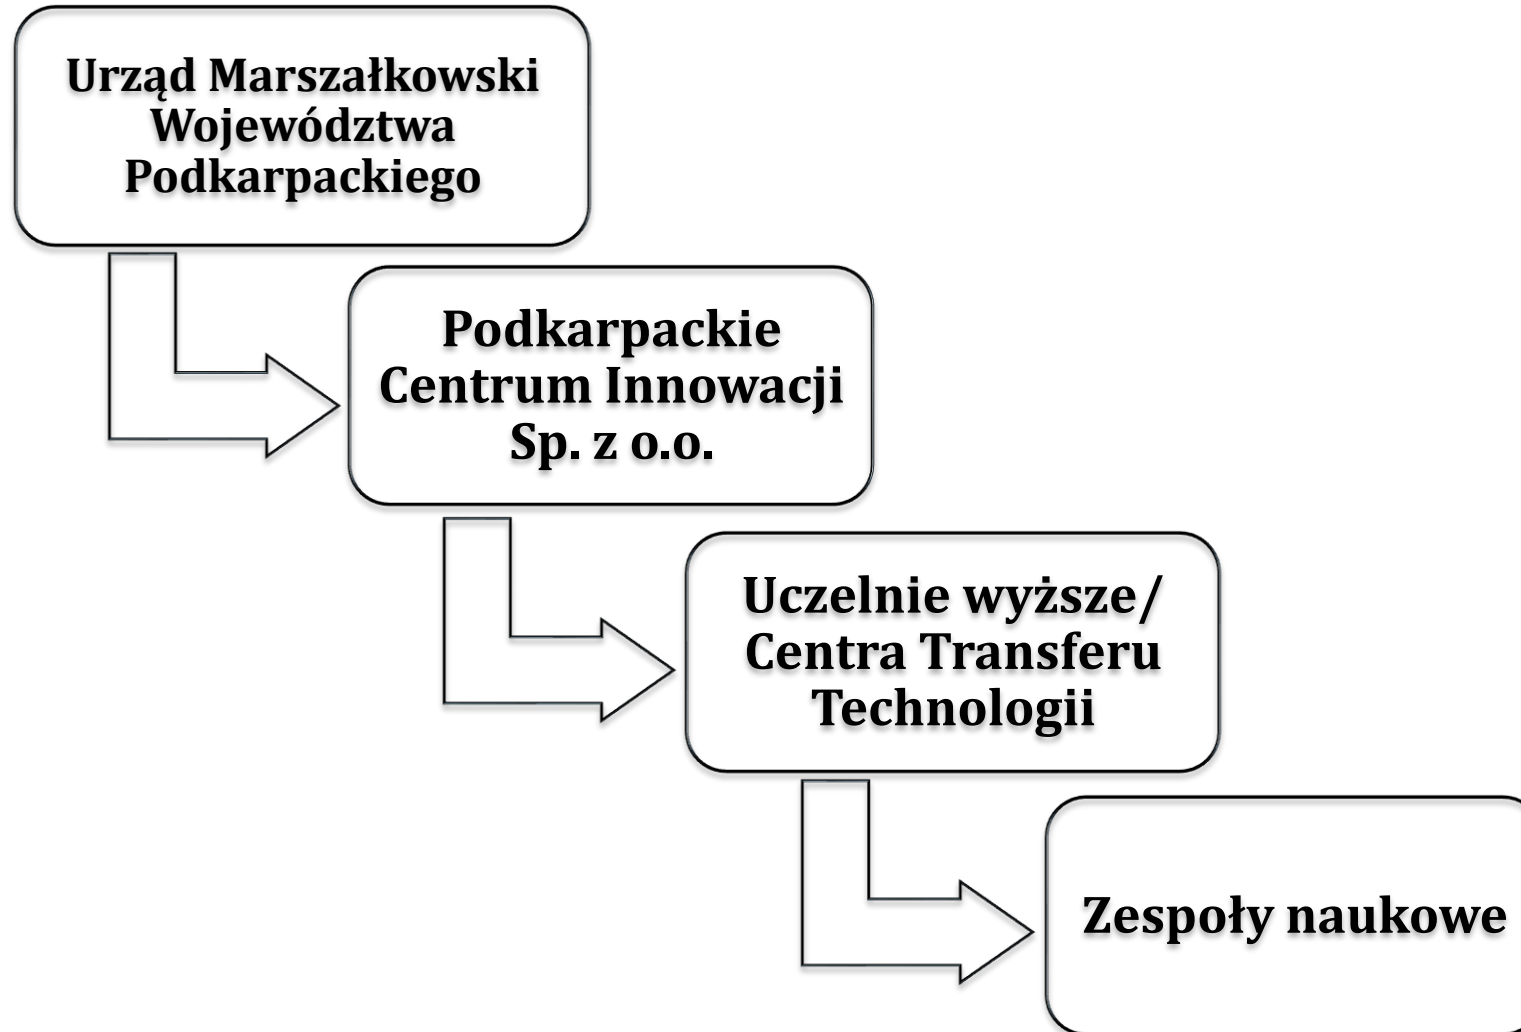 Urząd Marszałkowski
Województwa
Podkarpackiego
Podkarpackie
Centrum Innowacji
Sp. z o.o.
Uczelnie wyższe/
Centra Transferu
Technologii
Zespoły naukowe